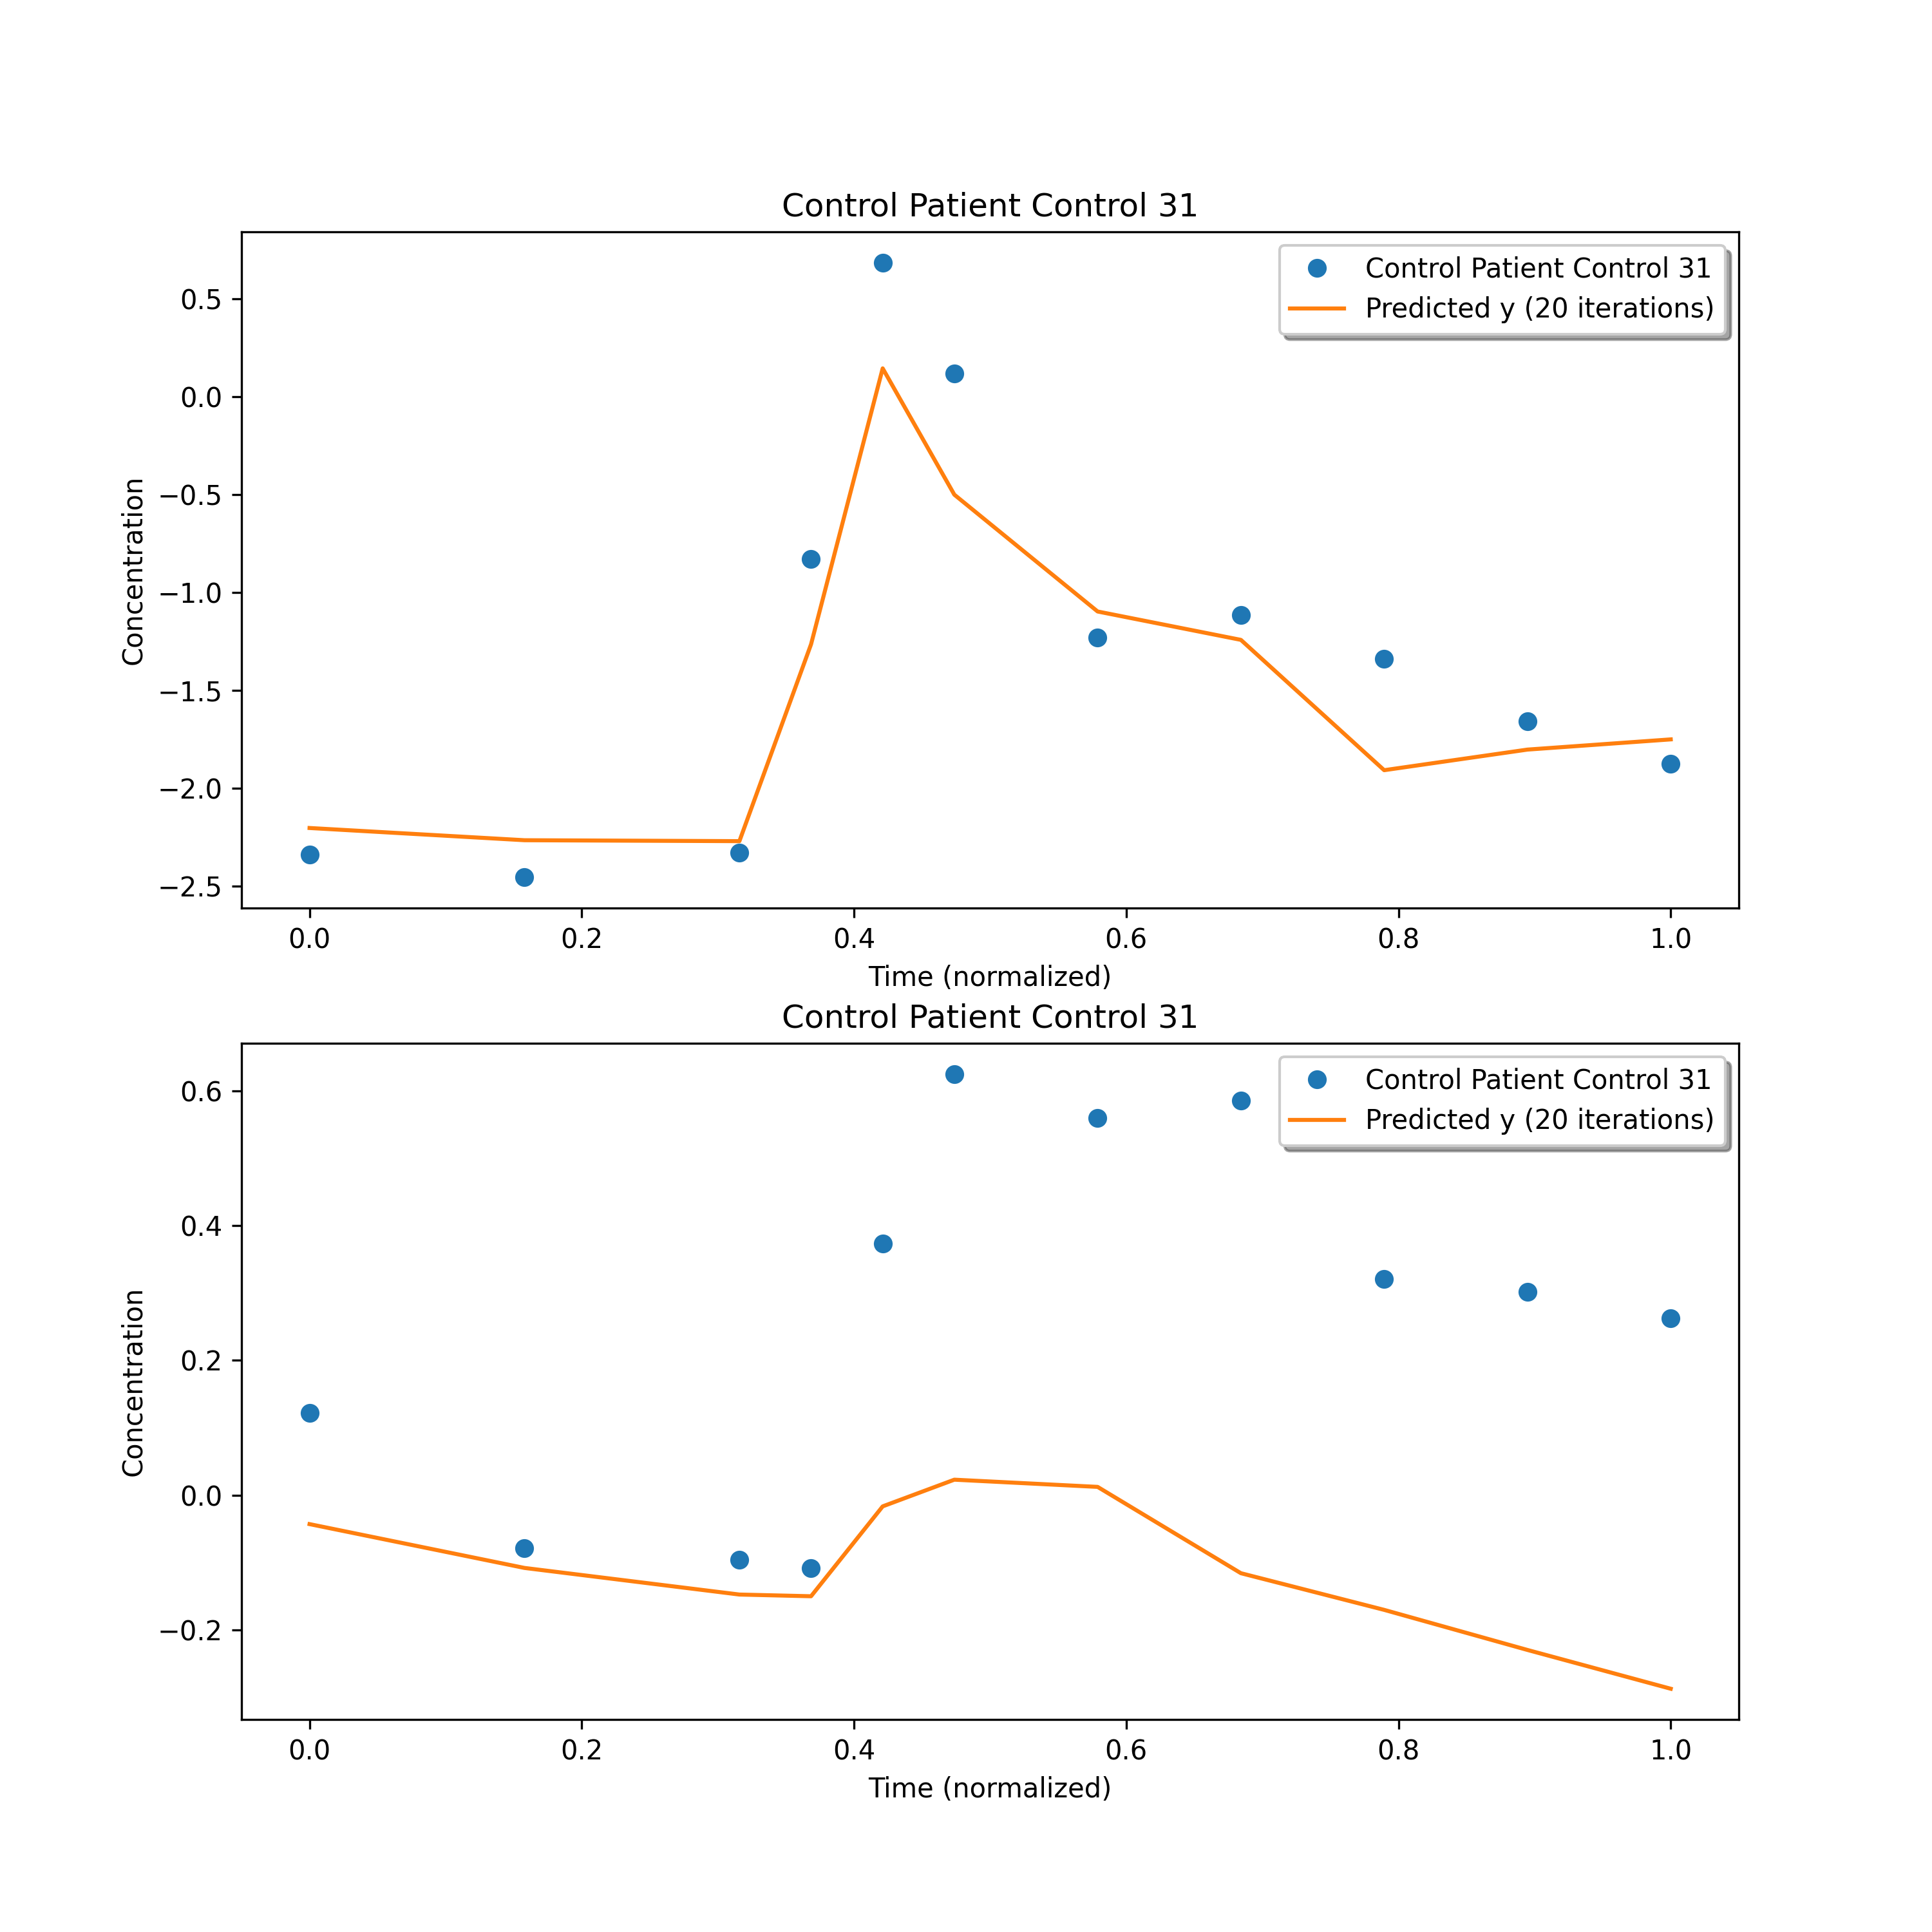 Control Patient Control 31
Control Patient Control 31
Predicted y (20 iterations)
0.5
0.0
−0.5
−1.0
−1.5
−2.0
−2.5
Concentration
0.0 0.2 0.4 0.6 0.8 1.0
Time (normalized)
Control Patient Control 31
Control Patient Control 31
Predicted y (20 iterations)
0.6
0.4
0.2
0.0
−0.2
Concentration
0.0 0.2 0.4 0.6 0.8 1.0
Time (normalized)